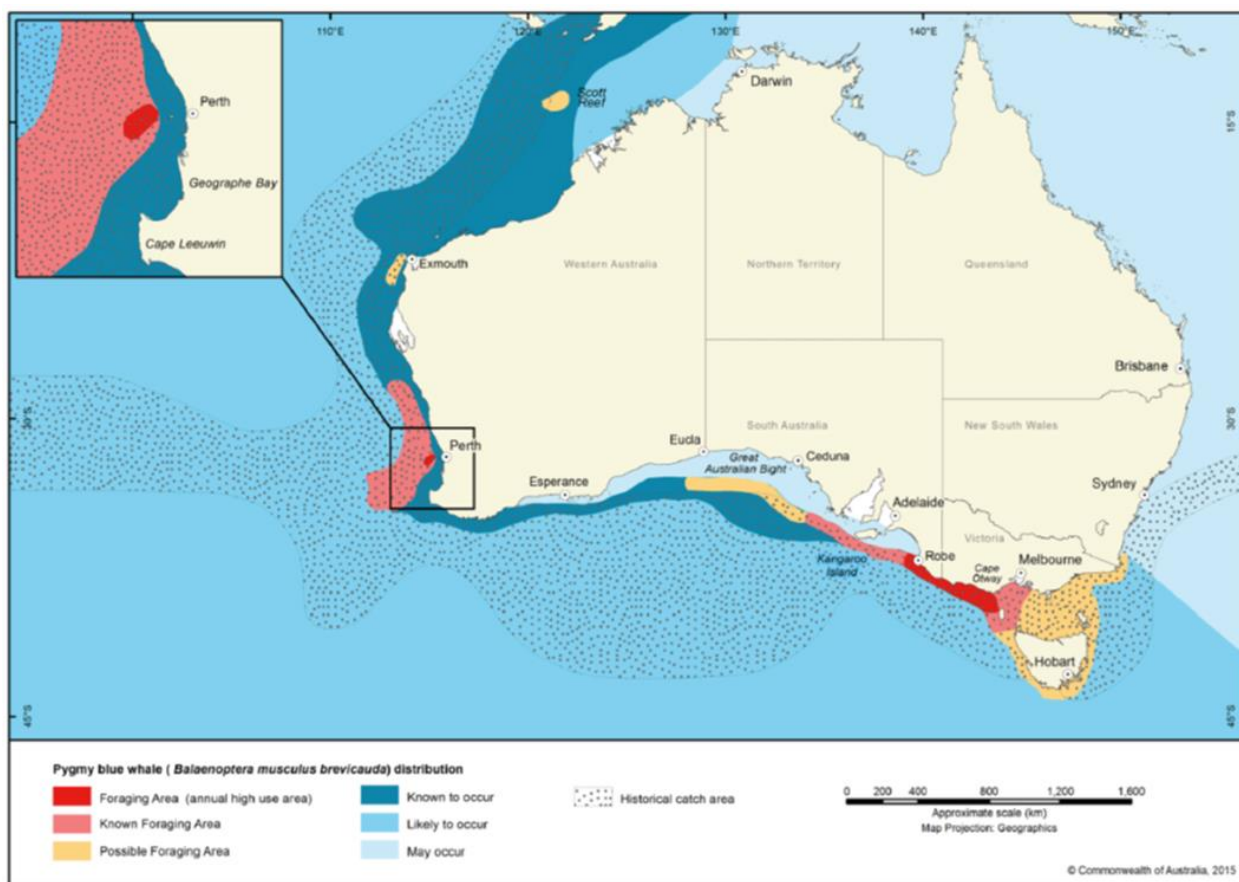 110°E
120°E
130°E
140°E
150°E
Perth
Geographe Bay
Cape Leeuwin
Scott
Reef
Darwin
15°S
15°S
Exmouth
Western Australia
Northern Territory
Queensland
Brisbane
30°S
30°S
Perth
Eucla
South Australia
New South Wales
Great
Australian Bight
Ceduna
Esperance
Sydney
Adelaide
Victoria
Kangaroo
Island
Robe
Cape
Otway
Melbourne
Hobart
45°S
45°S
Pygmy blue whale ( Balaenoptera musculus brevicauda) distribution
Foraging Area (annual high use area)
Known Foraging Area
Possible Foraging Area
Known to occur
Likely to occur
May occur
Historical catch area
0 200 400 800 1,200 1,600
Approximate scale (km)
Map Projection: Geographics
© Commonwealth of Australia, 2015